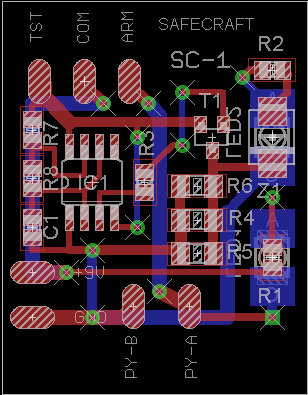 TST COM ARM SAFECRAFT
SC-1 R2
T1
LED3
R7 R3
R8 IC1
R6 Z1
C1 R4
R5
+9V
R1
GND
PY-B PY-A